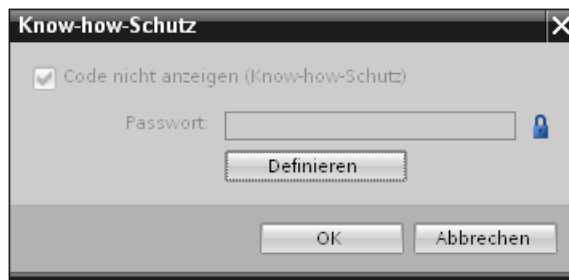 Know-how-Schutz
Code nicht anzeigen (Know-how-Schutz)
Passwort:
Definieren
OK Abbrechen